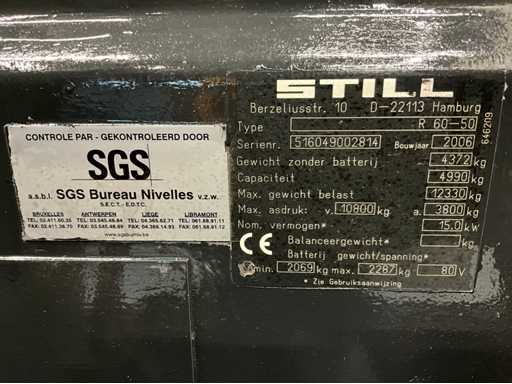 CONTROLE PAR - GEKONTROLEERD DOOR
SGS
a.s.b.l. SGS Bureau Nivelles v.z.w.
S.E.C.T. - E.D.T.C.
BRUXELLES ANTWERPEN LIEGE LIBRAMONT
STILL
Berzeliusstr. 10 D-22113 Hamburg
Type R 60-50
Serienr. 516049002814 Bouwjaar 2006
Gewicht zonder batterij 4372 kg
Capaciteit 4990 kg
Max. gewicht belast 12330 kg
Max. asdruk: v. 10800 kg a. 3800 kg
Nom. vermogen* 15.0 kW
CE Balanceergewicht* kg
Batterij gewicht/spanning*
min. 2069 kg max. 2287 kg 80 V
* Zie Gebruiksaanwijzing
646209